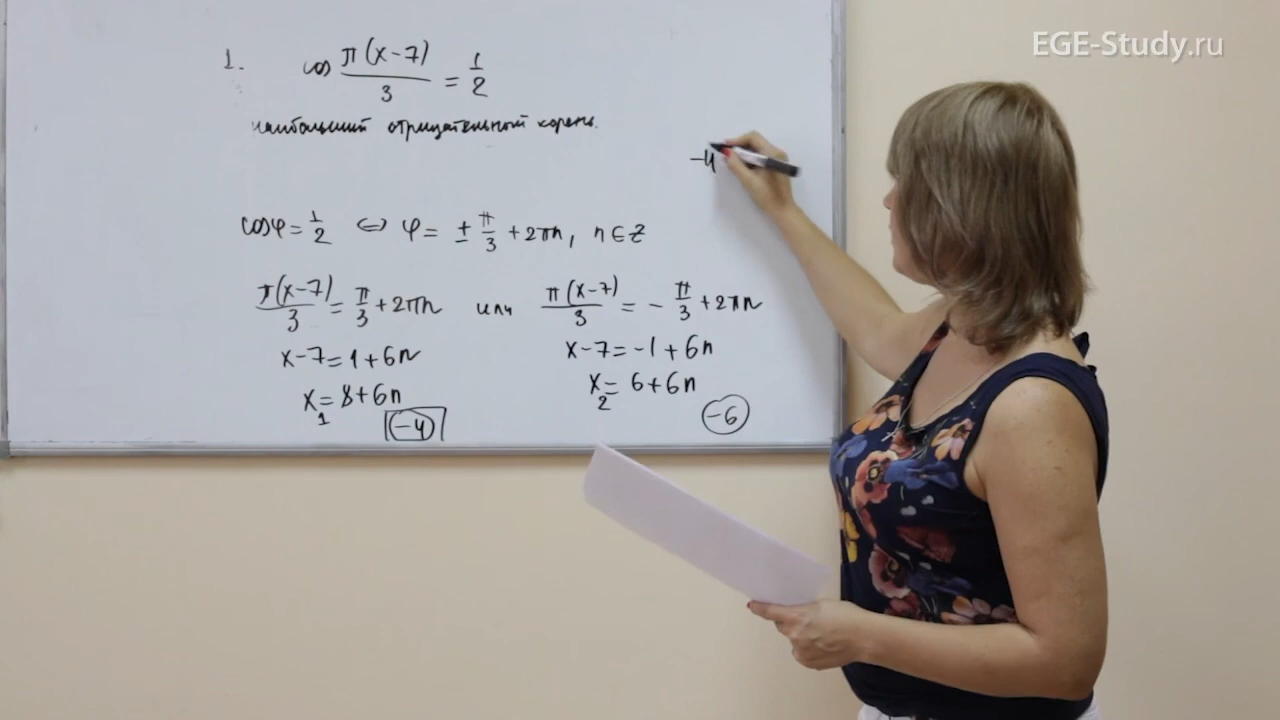 EGE-Study.ru
1. cos π(x-7)/3 = 1/2
наибольший отрицательный корень.
-4
cosφ = 1/2 ⇔ φ = ± π/3 + 2πn, n∈Z
π(x-7)/3 = π/3 + 2πn или π(x-7)/3 = - π/3 + 2πn
x-7=1+6n x-7=-1+6n
x₁=8+6n x₂=6+6n
-4 -6